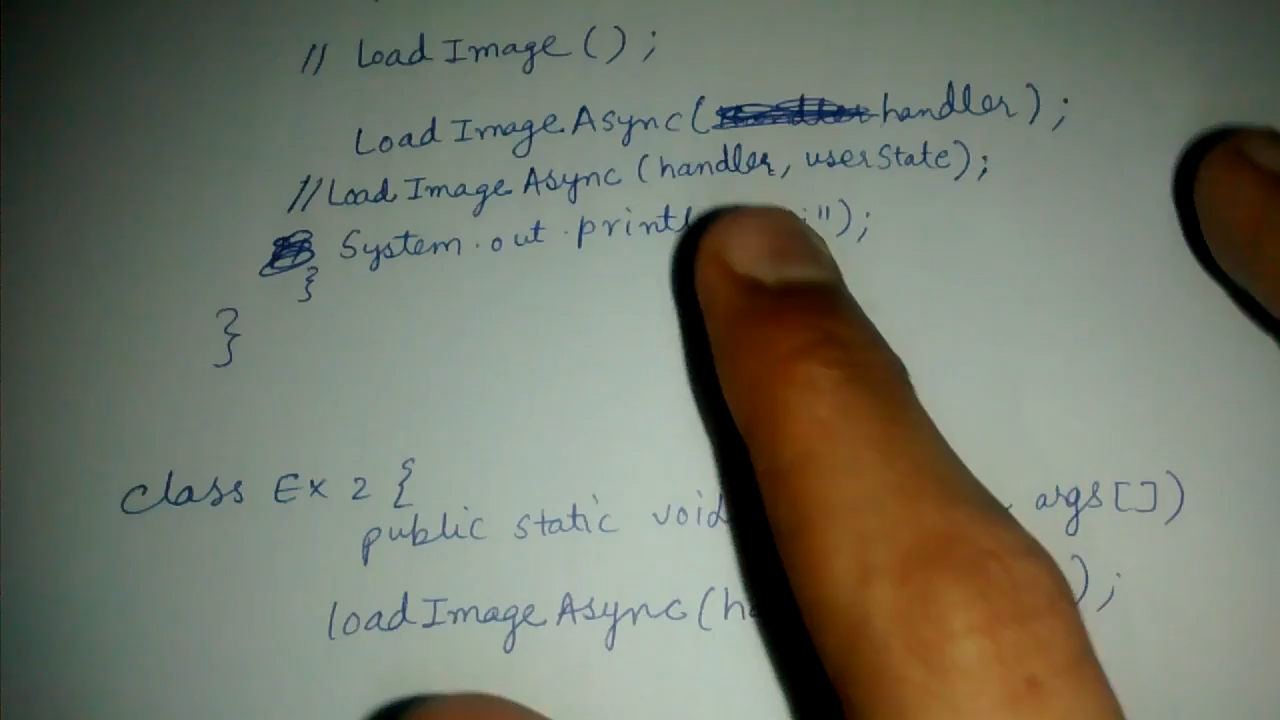 // Load Image ( ) ;
Load Image Async ( handler ) ;
// Load Image Async ( handler, userState ) ;
System.out. ");
}
}
class Ex 2 {
public static void args [ ] )
load Image Async ( ) ;